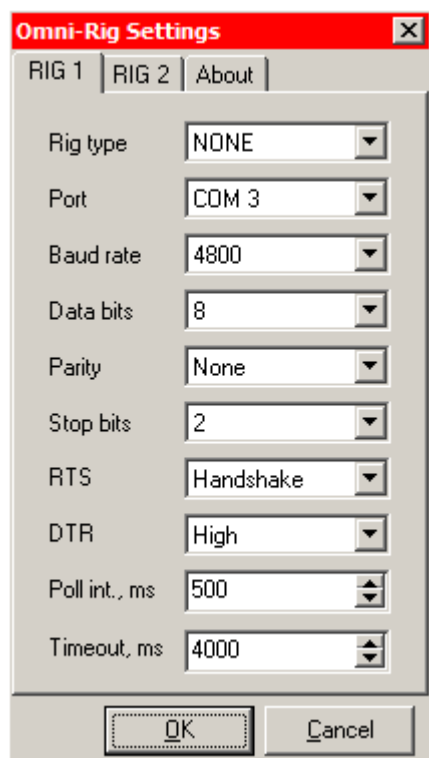 Omni-Rig Settings
RIG 1 RIG 2 About
Rig type NONE
Port COM 3
Baud rate 4800
Data bits 8
Parity None
Stop bits 2
RTS Handshake
DTR High
Poll int., ms 500
Timeout, ms 4000
OK Cancel